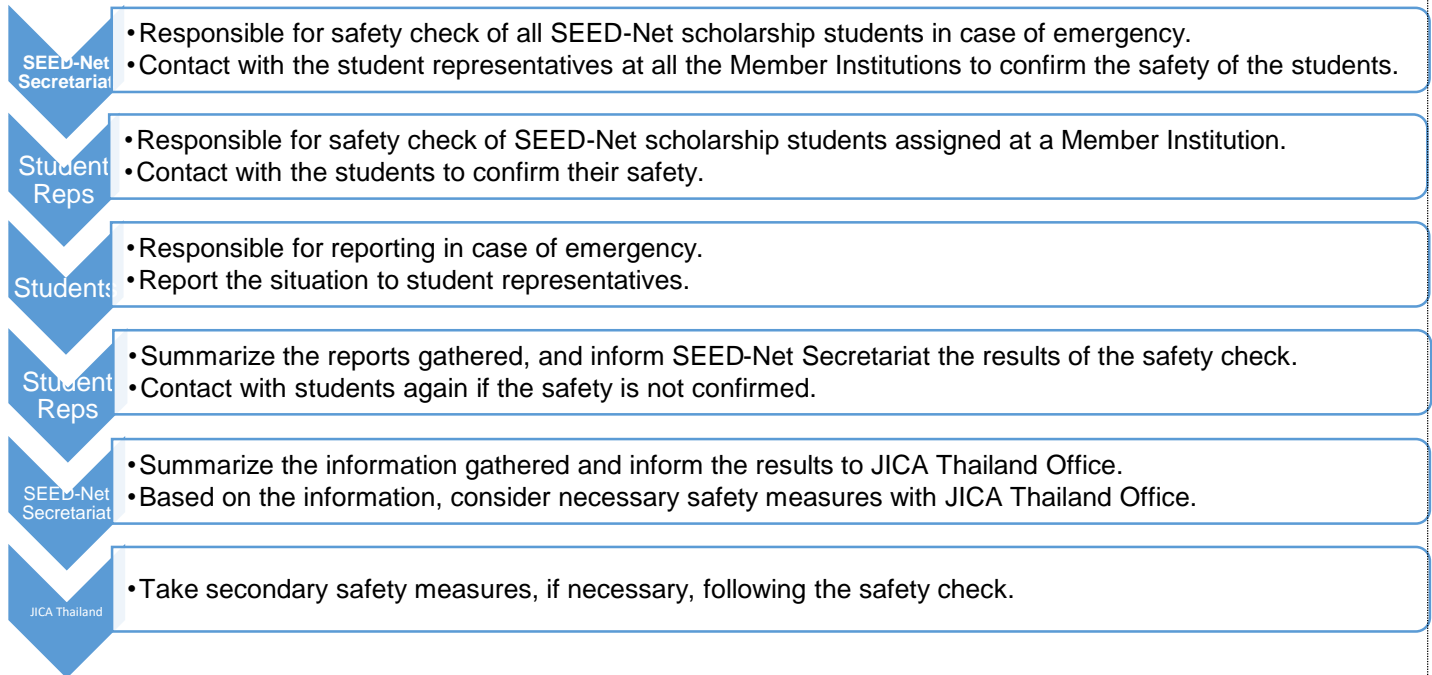 SEED-Net
Secretariat
•Responsible for safety check of all SEED-Net scholarship students in case of emergency.
•Contact with the student representatives at all the Member Institutions to confirm the safety of the students.
Student
Reps
•Responsible for safety check of SEED-Net scholarship students assigned at a Member Institution.
•Contact with the students to confirm their safety.
Students
•Responsible for reporting in case of emergency.
•Report the situation to student representatives.
Student
Reps
•Summarize the reports gathered, and inform SEED-Net Secretariat the results of the safety check.
•Contact with students again if the safety is not confirmed.
SEED-Net
Secretariat
•Summarize the information gathered and inform the results to JICA Thailand Office.
•Based on the information, consider necessary safety measures with JICA Thailand Office.
JICA Thailand
•Take secondary safety measures, if necessary, following the safety check.